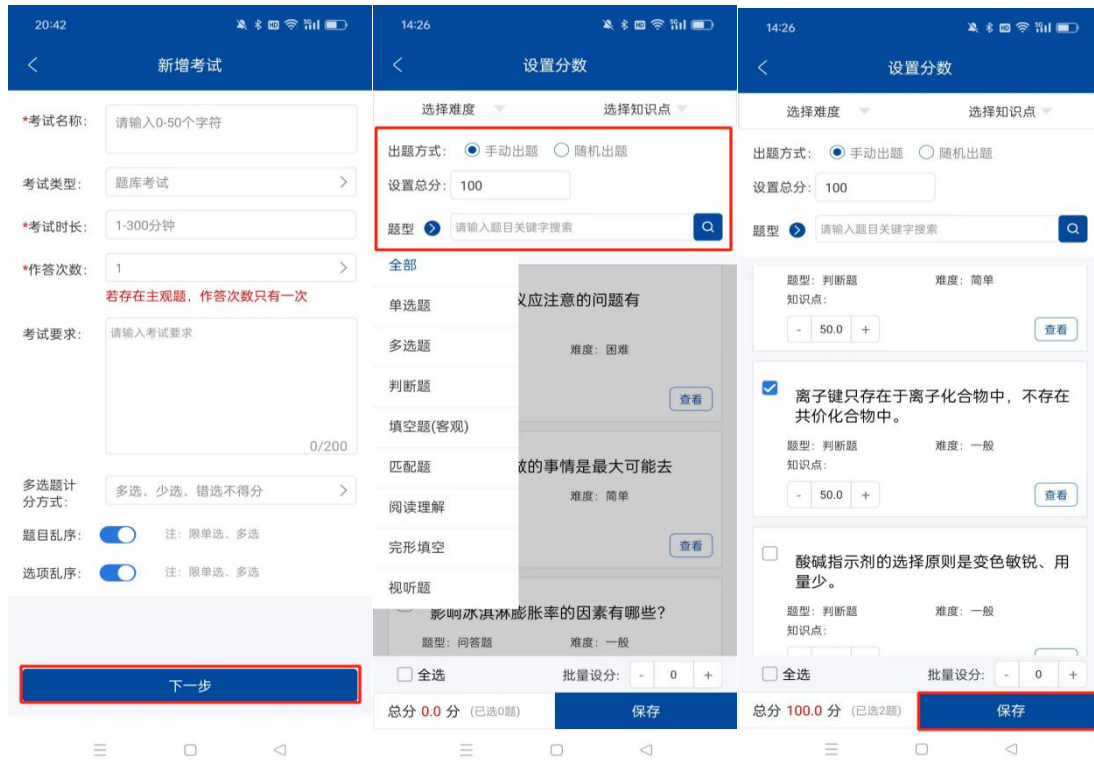 20:42
新增考试
*考试名称:
请输入0-50个字符
考试类型:
题库考试
*考试时长:
1-300分钟
*作答次数:
1
若存在主观题，作答次数只有一次
考试要求:
请输入考试要求
0/200
多选题计
分方式:
多选、少选、错选不得分
题目乱序:
注: 限单选、多选
选项乱序:
注: 限单选、多选
下一步
14:26
设置分数
选择难度
选择知识点
出题方式:
手动出题
随机出题
设置总分:
100
题型
请输入题目关键字搜索
全部
单选题
多选题
判断题
填空题(客观)
匹配题
阅读理解
完形填空
视听题
义应注意的问题有
难度: 困难
查看
故的事情是最大可能去
难度: 简单
查看
影响冰淇淋膨胀率的因素有哪些?
题型: 问答题
难度: 一般
全选
批量设分:
- 0 +
总分 0.0 分 (已选0题)
保存
14:26
设置分数
选择难度
选择知识点
出题方式:
手动出题
随机出题
设置总分:
100
题型
请输入题目关键字搜索
题型: 判断题
难度: 简单
知识点:
- 50.0 +
查看
离子键只存在于离子化合物中，不存在
共价化合物中。
题型: 判断题
难度: 一般
知识点:
- 50.0 +
查看
酸碱指示剂的选择原则是变色敏锐、用
量少。
题型: 判断题
难度: 一般
知识点:
全选
批量设分:
- 0 +
总分 100.0 分 (已选2题)
保存